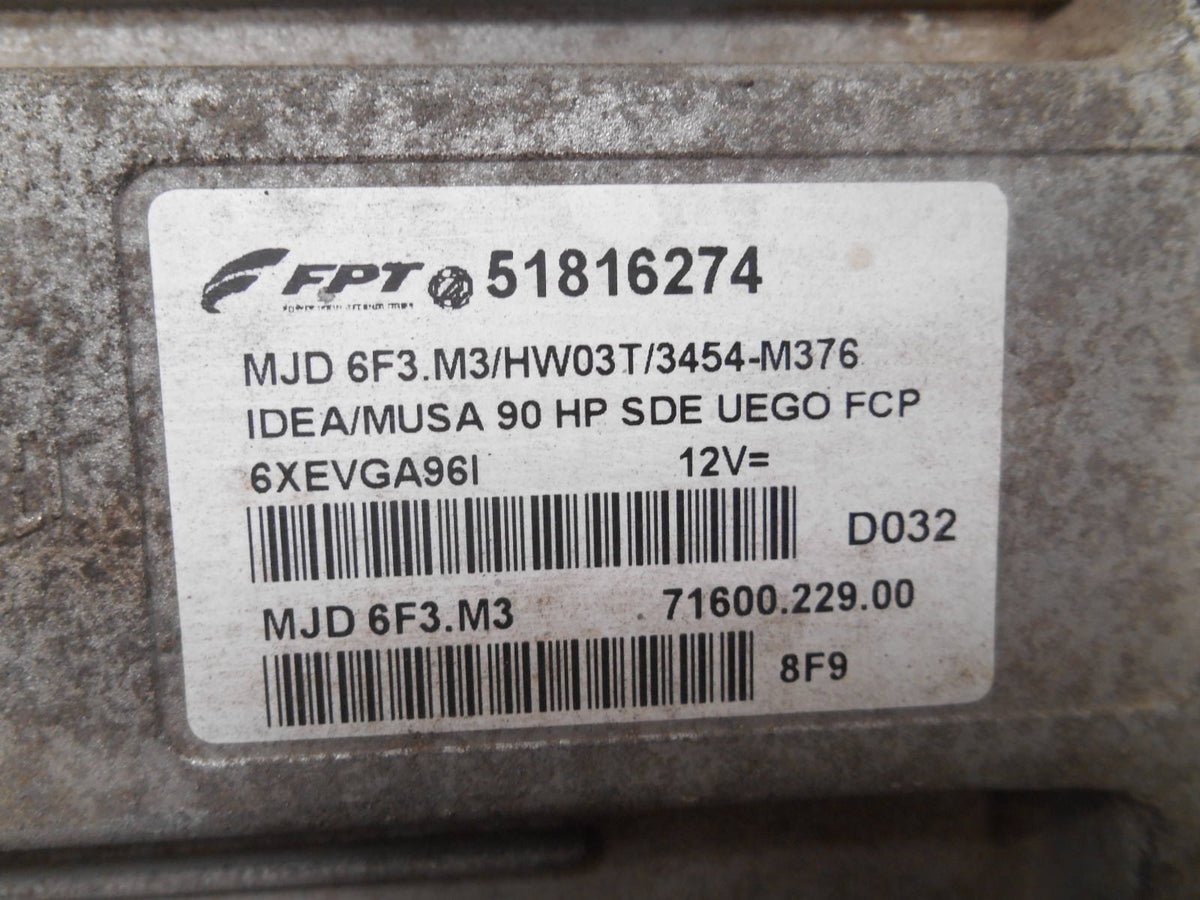 FPT 51816274
MJD 6F3.M3/HW03T/3454-M376
IDEA/MUSA 90 HP SDE UEGO FCP
6XEVGA96I 12V=
D032
MJD 6F3.M3 71600.229.00
8F9